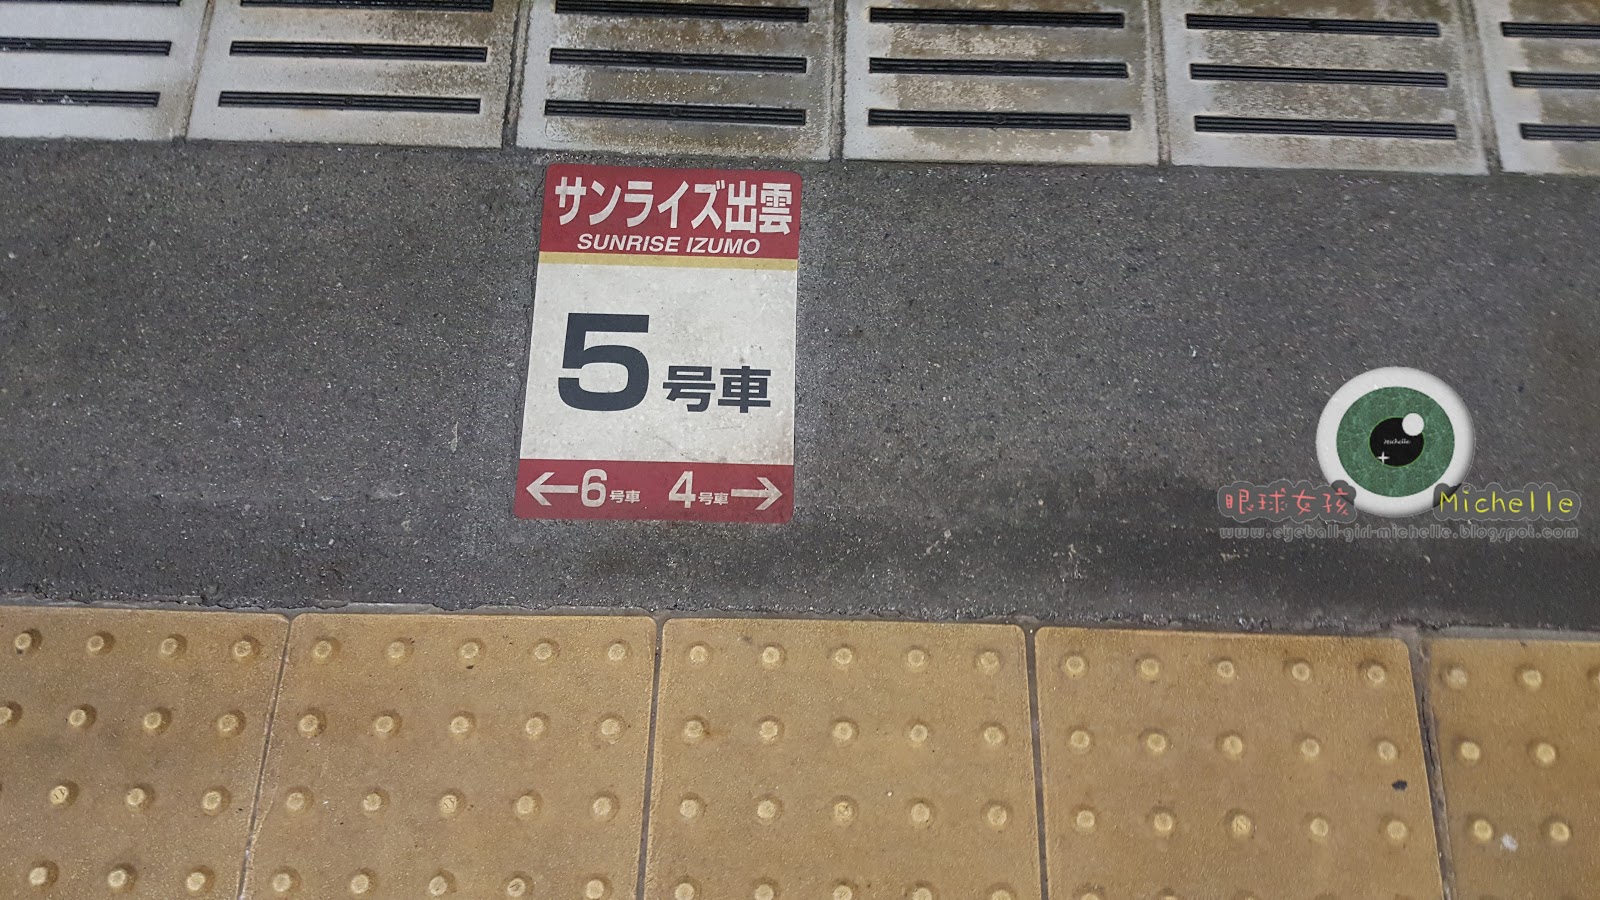 サンライズ出雲
SUNRISE IZUMO
5号車
←6号車 4号車→
Michelle
眼球女孩 Michelle
www.eyeball-girl-michelle.blogspot.com